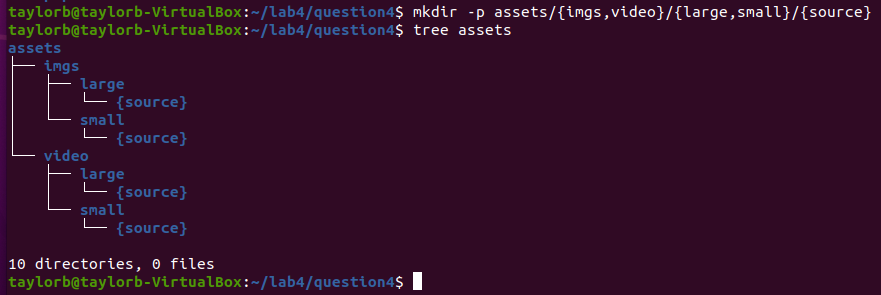 taylorb@taylorb-VirtualBox:~/lab4/question4$ mkdir -p assets/{imgs,video}/{large,small}/{source}
taylorb@taylorb-VirtualBox:~/lab4/question4$ tree assets
assets
├── imgs
│   ├── large
│   │   └── {source}
│   └── small
│       └── {source}
└── video
    ├── large
    │   └── {source}
    └── small
        └── {source}

10 directories, 0 files
taylorb@taylorb-VirtualBox:~/lab4/question4$